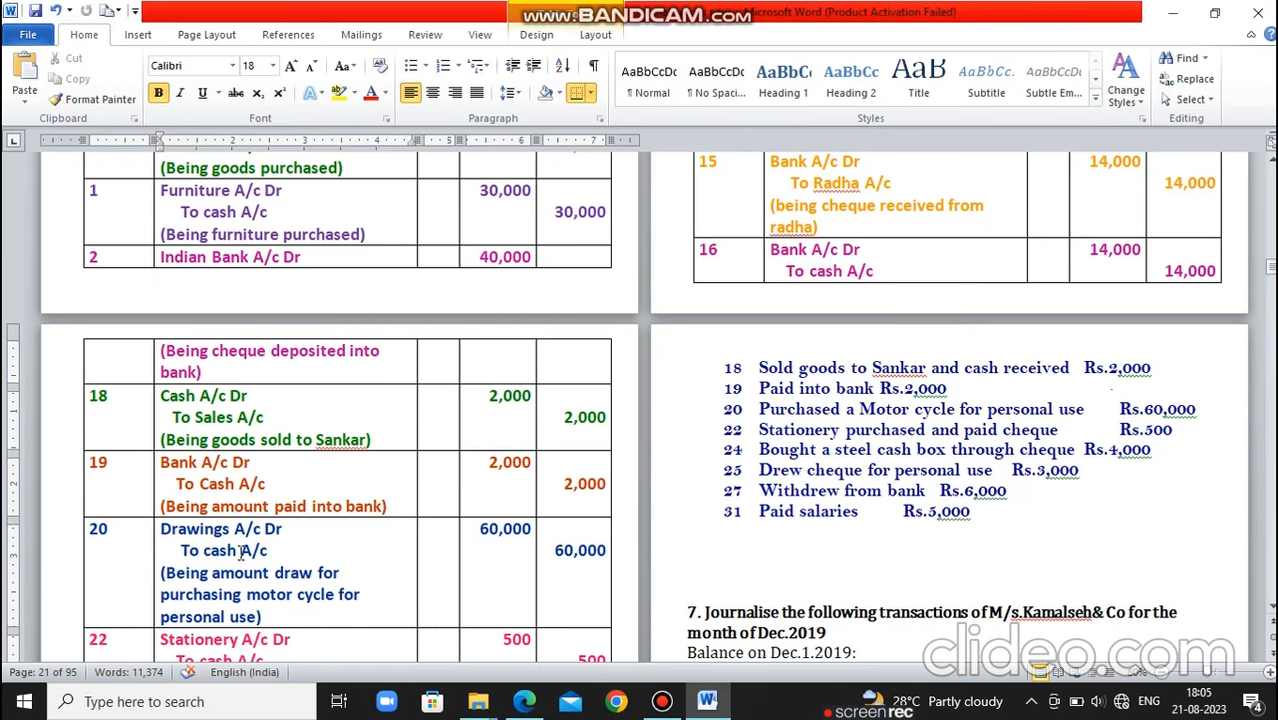 www.BANDICAM.com
Microsoft Word (Product Activation Failed)
File Home Insert Page Layout References Mailings Review View Design Layout
Paste
Cut
Copy
Format Painter
Clipboard
Calibri 18
Font
Paragraph
AaBbCcDc AaBbCcDc AaBbCc AaBbCc AaB AaBbCcL AaBbCcDc
¶ Normal ¶ No Spaci... Heading 1 Heading 2 Title Subtitle Subtle Em...
Styles
Change
Styles
Find
Replace
Select
Editing
(Being goods purchased)
1 Furniture A/c Dr 30,000
To cash A/c 30,000
(Being furniture purchased)
2 Indian Bank A/c Dr 40,000
(Being cheque deposited into
bank)
18 Cash A/c Dr 2,000
To Sales A/c 2,000
(Being goods sold to Sankar)
19 Bank A/c Dr 2,000
To Cash A/c 2,000
(Being amount paid into bank)
20 Drawings A/c Dr 60,000
To cash A/c 60,000
(Being amount draw for
purchasing motor cycle for
personal use)
22 Stationery A/c Dr 500
To cash A/c 500
15 Bank A/c Dr 14,000
To Radha A/c 14,000
(being cheque received from
radha)
16 Bank A/c Dr 14,000
To cash A/c 14,000
18 Sold goods to Sankar and cash received Rs.2,000
19 Paid into bank Rs.2,000
20 Purchased a Motor cycle for personal use Rs.60,000
22 Stationery purchased and paid cheque Rs.500
24 Bought a steel cash box through cheque Rs.4,000
25 Drew cheque for personal use Rs.3,000
27 Withdrew from bank Rs.6,000
31 Paid salaries Rs.5,000
7. Journalise the following transactions of M/s.Kamalseh& Co for the
month of Dec.2019
Balance on Dec.1.2019:
clideo.com
Page: 21 of 95 Words: 11,374 English (India)
Type here to search
28°C Partly cloudy
ENG
18:05
21-08-2023
screen rec